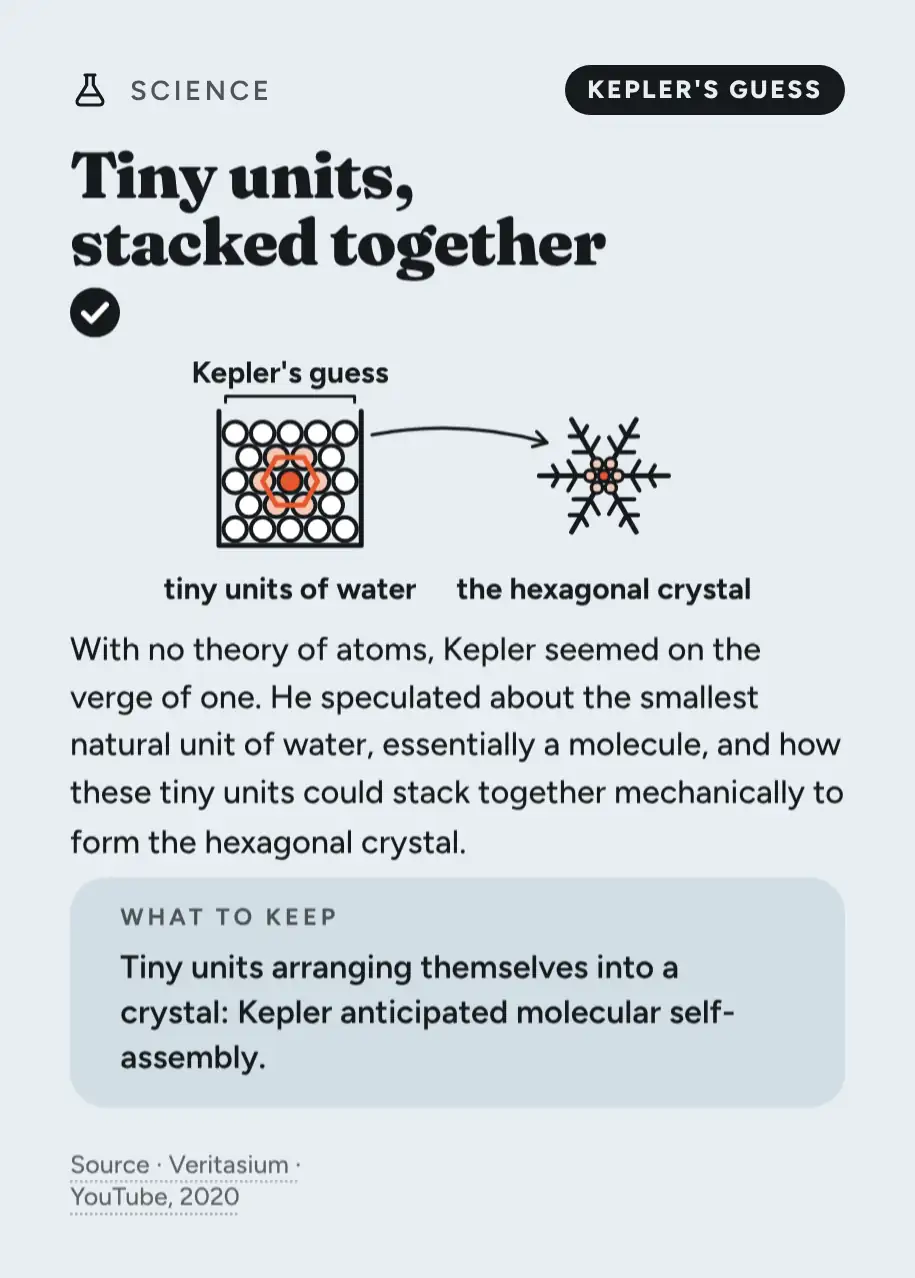 SCIENCE
KEPLER'S GUESS
Tiny units,
stacked together
Kepler's guess
tiny units of water
the hexagonal crystal
With no theory of atoms, Kepler seemed on the
verge of one. He speculated about the smallest
natural unit of water, essentially a molecule, and how
these tiny units could stack together mechanically to
form the hexagonal crystal.
WHAT TO KEEP
Tiny units arranging themselves into a
crystal: Kepler anticipated molecular self-
assembly.
Source · Veritasium ·
YouTube, 2020